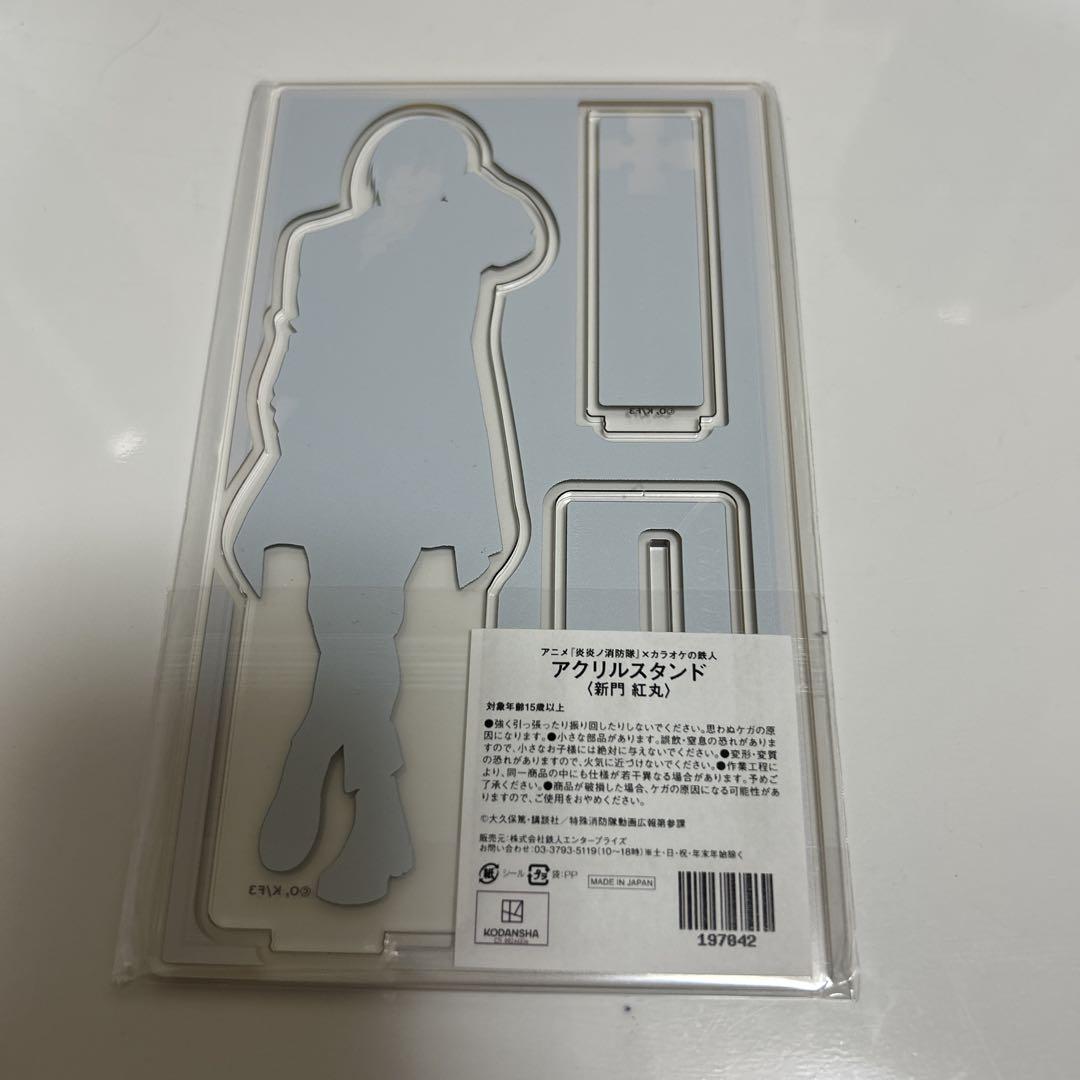 ©O, K/F3
アニメ『炎炎ノ消防隊』×カラオケの鉄人
アクリルスタンド
〈新門 紅丸〉
対象年齢15歳以上
●強く引っ張ったり振り回したりしないでください。思わぬケガの原
因になります。●小さな部品があります。誤飲・窒息の恐れがありま
すので、小さなお子様には絶対に与えないでください。●変形・変質
の恐れがありますので、火気に近づけないでください。●作業工程に
より、同一商品の中にも仕様が若干異なる場合があります。予めご
了承ください。●商品が破損した場合、ケガの原因になる可能性があ
りますので、ご使用をおやめください。
©大久保篤・講談社／特殊消防隊動画広報第参課
販売元：株式会社鉄人エンタープライズ
お問い合わせ：03-3793-5119（10〜18時）※土・日・祝・年末年始除く
紙 シール プラ 袋：PP MADE IN JAPAN
KODANSHA
197042
©O, K/F3